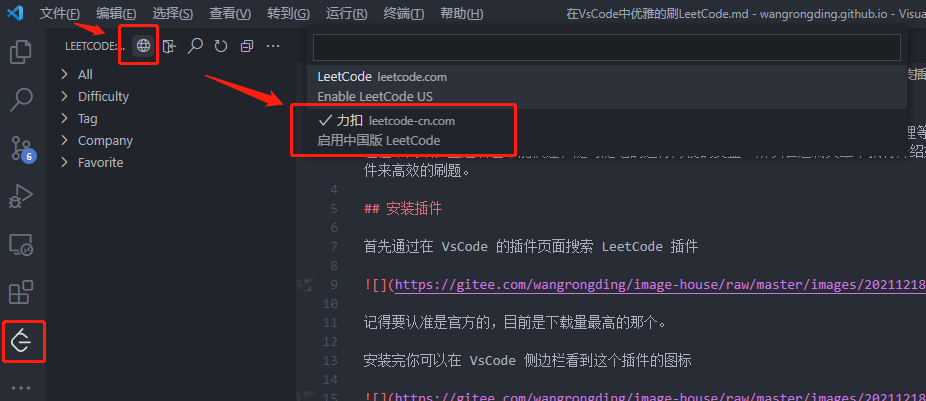 文件(F) 编辑(E) 选择(S) 查看(V) 转到(G) 运行(R) 终端(T) 帮助(H) 在VsCode中优雅的刷LeetCode.md - wangrongding.github.io - Visua
LEETCODE:...
All
Difficulty
Tag
Company
Favorite
6
LeetCode leetcode.com
Enable LeetCode US
力扣 leetcode-cn.com
启用中国版 LeetCode
件来高效的刷题。
4
5 ## 安装插件
6
7 首先通过在 VsCode 的插件页面搜索 LeetCode 插件
8
9 ![](https://gitee.com/wangrongding/image-house/raw/master/images/20211218
10
11 记得要认准是官方的，目前是下载量最高的那个。
12
13 安装完你可以在 VsCode 侧边栏看到这个插件的图标
14
15 ![](https://gitee.com/wangrongding/image-house/raw/master/images/20211218